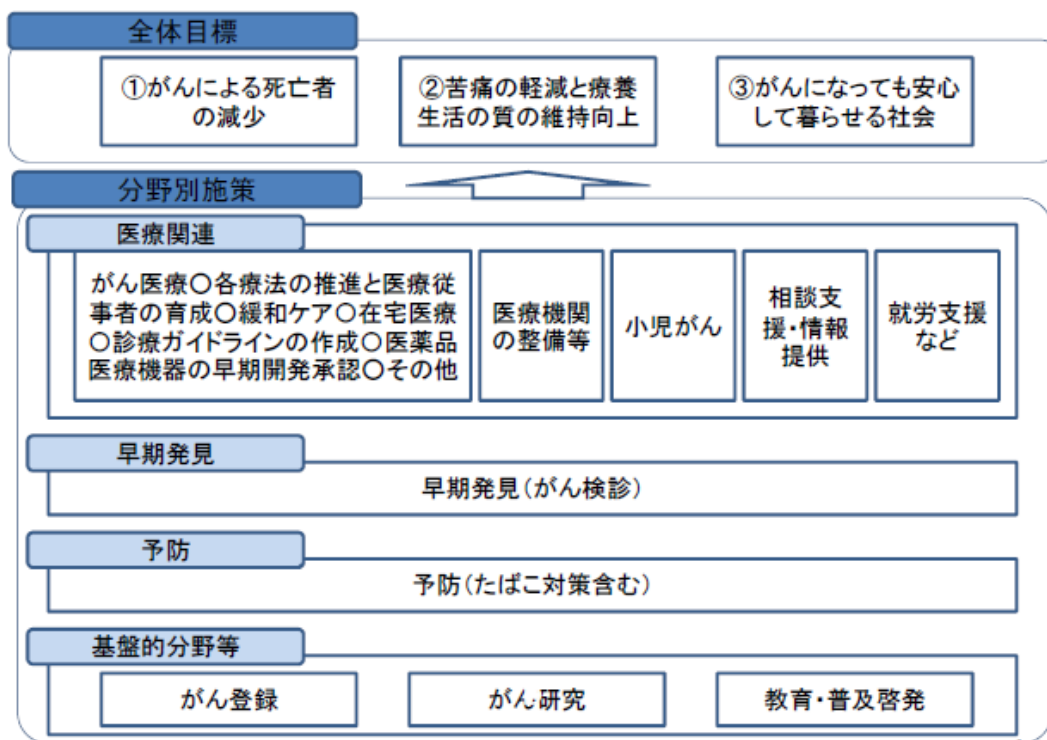 全体目標
①がんによる死亡者
の減少
②苦痛の軽減と療養
生活の質の維持向上
③がんになっても安心
して暮らせる社会
分野別施策
医療関連
がん医療〇各療法の推進と医療従
事者の育成〇緩和ケア〇在宅医療
〇診療ガイドラインの作成〇医薬品
医療機器の早期開発承認〇その他
医療機関
の整備等
小児がん
相談支
援・情報
提供
就労支援
など
早期発見
早期発見(がん検診)
予防
予防(たばこ対策含む)
基盤的分野等
がん登録
がん研究
教育・普及啓発